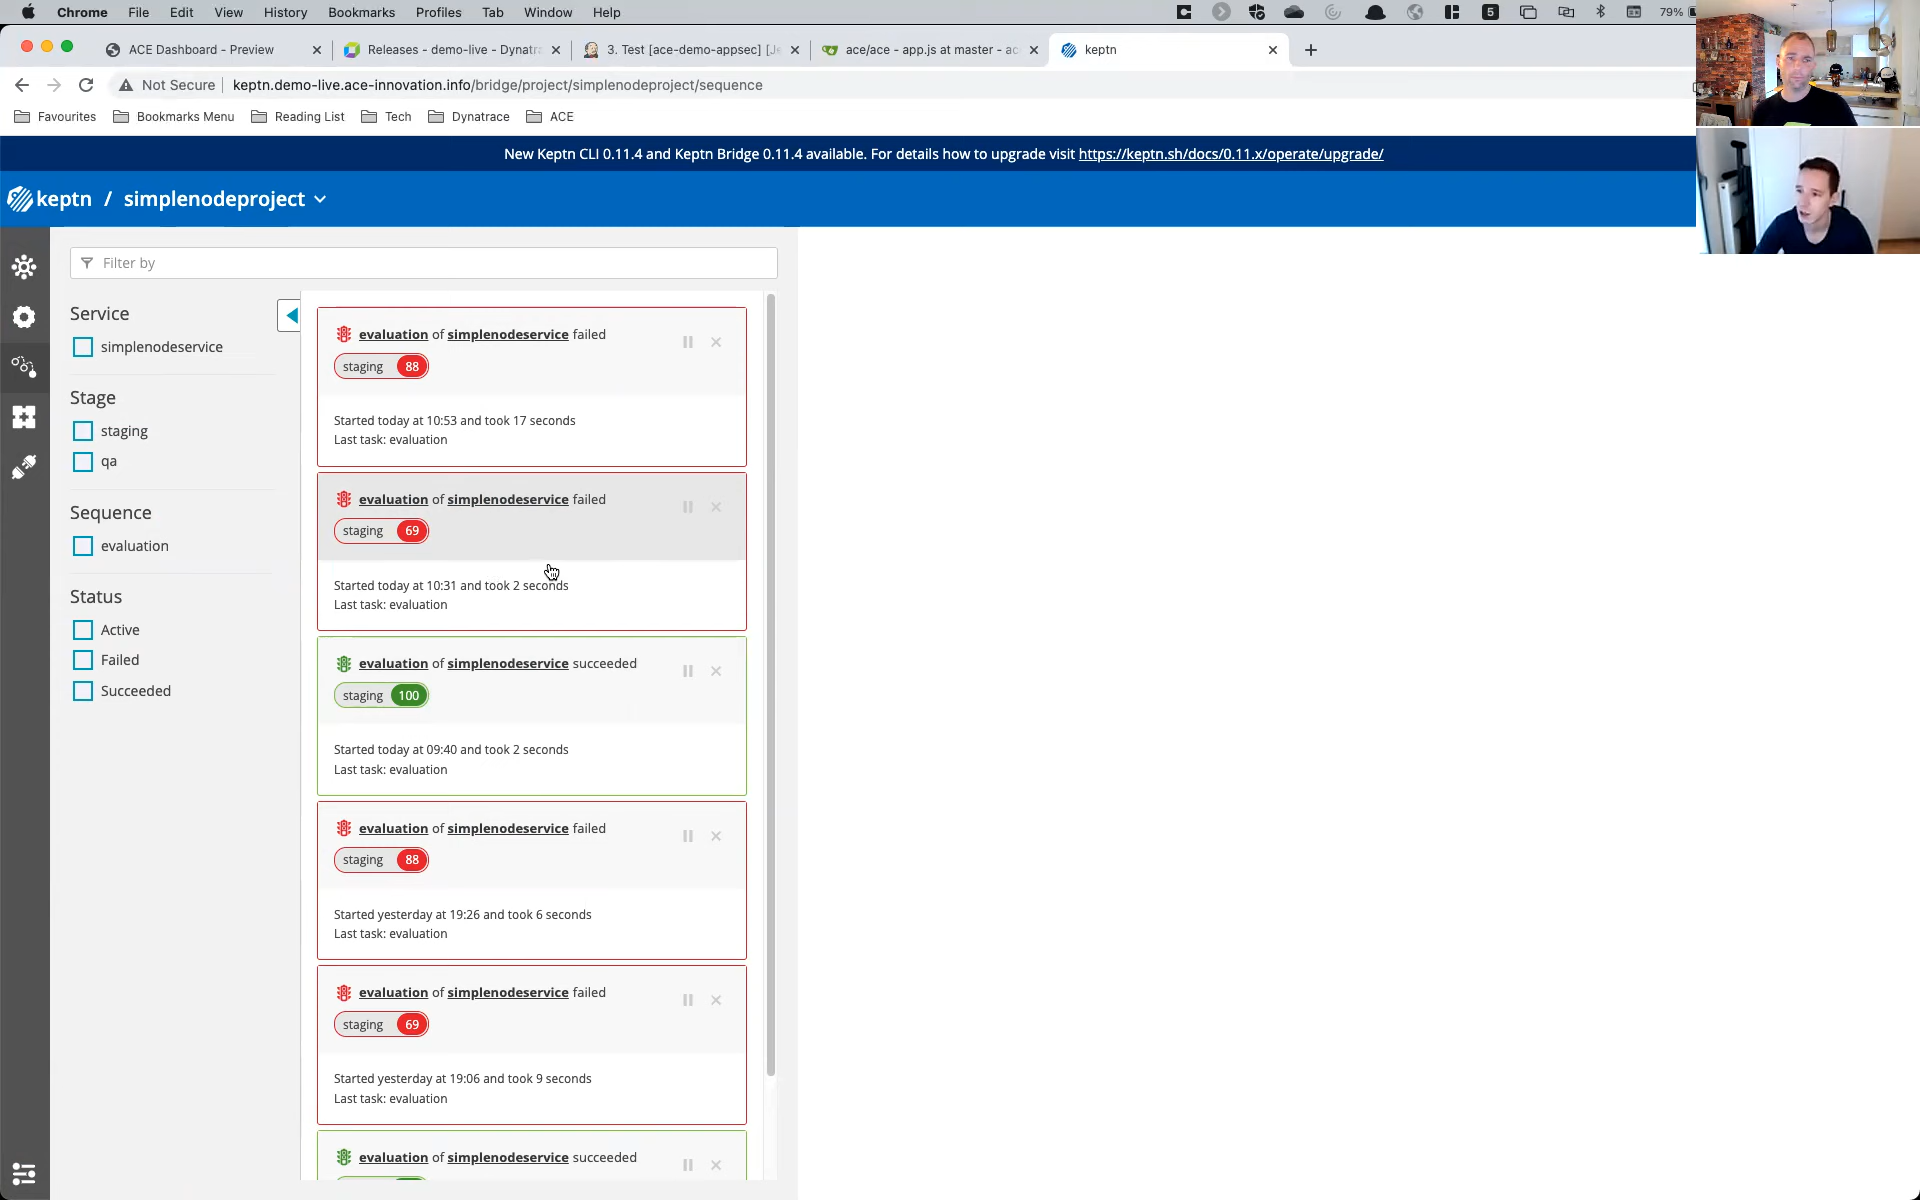 Chrome File Edit View History Bookmarks Profiles Tab Window Help 5 79%
ACE Dashboard - Preview
Releases - demo-live - Dynatr
3. Test [ace-demo-appsec] [Je
ace/ace - app.js at master - ac
keptn
Not Secure keptn.demo-live.ace-innovation.info/bridge/project/simplenodeproject/sequence
Favourites Bookmarks Menu Reading List Tech Dynatrace ACE
New Keptn CLI 0.11.4 and Keptn Bridge 0.11.4 available. For details how to upgrade visit https://keptn.sh/docs/0.11.x/operate/upgrade/
keptn / simplenodeproject
Filter by
Service
simplenodeservice
Stage
staging
qa
Sequence
evaluation
Status
Active
Failed
Succeeded
evaluation of simplenodeservice failed
staging 88
Started today at 10:53 and took 17 seconds
Last task: evaluation
evaluation of simplenodeservice failed
staging 69
Started today at 10:31 and took 2 seconds
Last task: evaluation
evaluation of simplenodeservice succeeded
staging 100
Started today at 09:40 and took 2 seconds
Last task: evaluation
evaluation of simplenodeservice failed
staging 88
Started yesterday at 19:26 and took 6 seconds
Last task: evaluation
evaluation of simplenodeservice failed
staging 69
Started yesterday at 19:06 and took 9 seconds
Last task: evaluation
evaluation of simplenodeservice succeeded